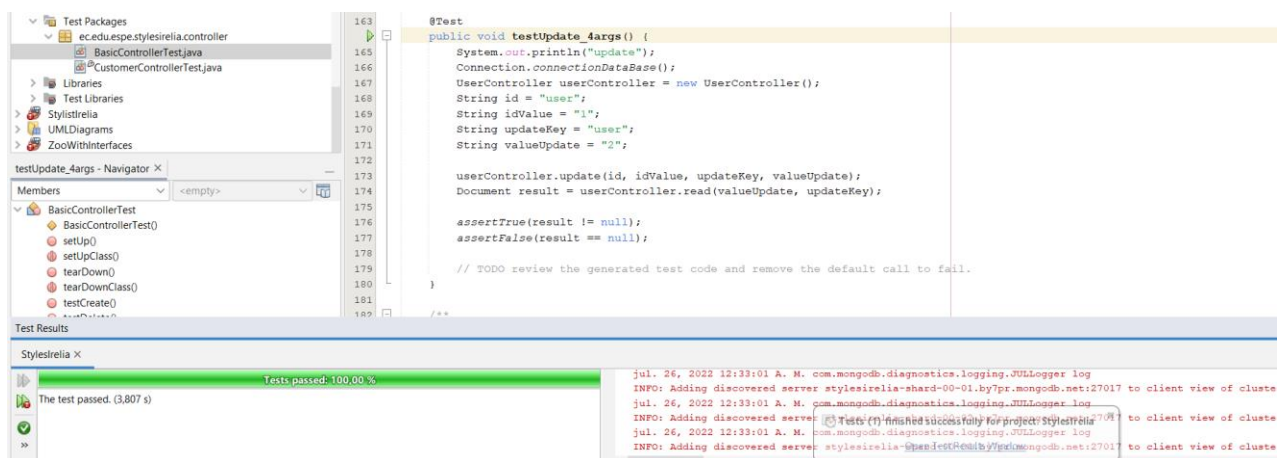 Test Packages
ec.edu.espe.stylesirelia.controller
BasicControllerTest.java
CustomerControllerTest.java
Libraries
Test Libraries
StylistIrelia
UMLDiagrams
ZooWithInterfaces
testUpdate_4args - Navigator ×
Members
<empty>
BasicControllerTest
BasicControllerTest()
setUp()
setUpClass()
tearDown()
tearDownClass()
testCreate()
163 @Test
public void testUpdate_4args() {
165 System.out.println("update");
166 Connection.connectionDataBase();
167 UserController userController = new UserController();
168 String id = "user";
169 String idValue = "1";
170 String updateKey = "user";
171 String valueUpdate = "2";
172
173 userController.update(id, idValue, updateKey, valueUpdate);
174 Document result = userController.read(valueUpdate, updateKey);
175
176 assertTrue(result != null);
177 assertFalse(result == null);
178
179 // TODO review the generated test code and remove the default call to fail.
180 }
181
182 /**
Test Results
StylesIrelia ×
Tests passed: 100,00 %
The test passed. (3,807 s)
jul. 26, 2022 12:33:01 A. M. com.mongodb.diagnostics.logging.JULLogger log
INFO: Adding discovered server stylesirelia-shard-00-01.by7pr.mongodb.net:27017 to client view of cluste
jul. 26, 2022 12:33:01 A. M. com.mongodb.diagnostics.logging.JULLogger log
INFO: Adding discovered server to client view of cluste
Tests (1) finished successfully for project: StylesIrelia
jul. 26, 2022 12:33:01 A. M. com.mongodb.diagnostics.logging.JULLogger log
INFO: Adding discovered server stylesirelia- mongodb.net:27017 to client view of cluste
Open Test Results Window